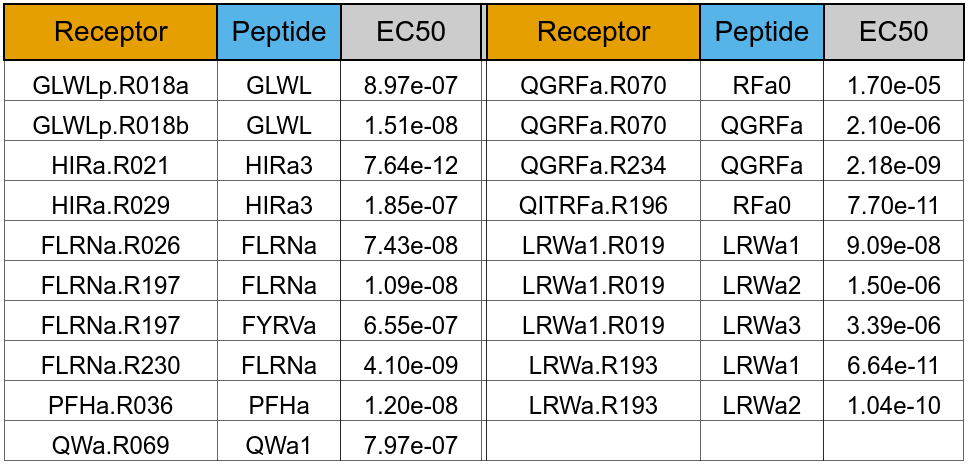 Receptor Peptide EC50 Receptor Peptide EC50
GLWLp.R018a GLWL 8.97e-07 QGRFa.R070 RFa0 1.70e-05
GLWLp.R018b GLWL 1.51e-08 QGRFa.R070 QGRFa 2.10e-06
HIRa.R021 HIRa3 7.64e-12 QGRFa.R234 QGRFa 2.18e-09
HIRa.R029 HIRa3 1.85e-07 QITRFa.R196 RFa0 7.70e-11
FLRNa.R026 FLRNa 7.43e-08 LRWa1.R019 LRWa1 9.09e-08
FLRNa.R197 FLRNa 1.09e-08 LRWa1.R019 LRWa2 1.50e-06
FLRNa.R197 FYRVa 6.55e-07 LRWa1.R019 LRWa3 3.39e-06
FLRNa.R230 FLRNa 4.10e-09 LRWa.R193 LRWa1 6.64e-11
PFHa.R036 PFHa 1.20e-08 LRWa.R193 LRWa2 1.04e-10
QWa.R069 QWa1 7.97e-07